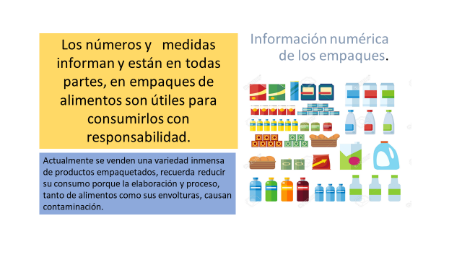 Los números y medidas
informan y están en todas
partes, en empaques de
alimentos son útiles para
consumirlos con
responsabilidad.
Actualmente se venden una variedad inmensa
de productos empaquetados, recuerda reducir
su consumo porque la elaboración y proceso,
tanto de alimentos como sus envolturas, causan
contaminación.
Información numérica
de los empaques.